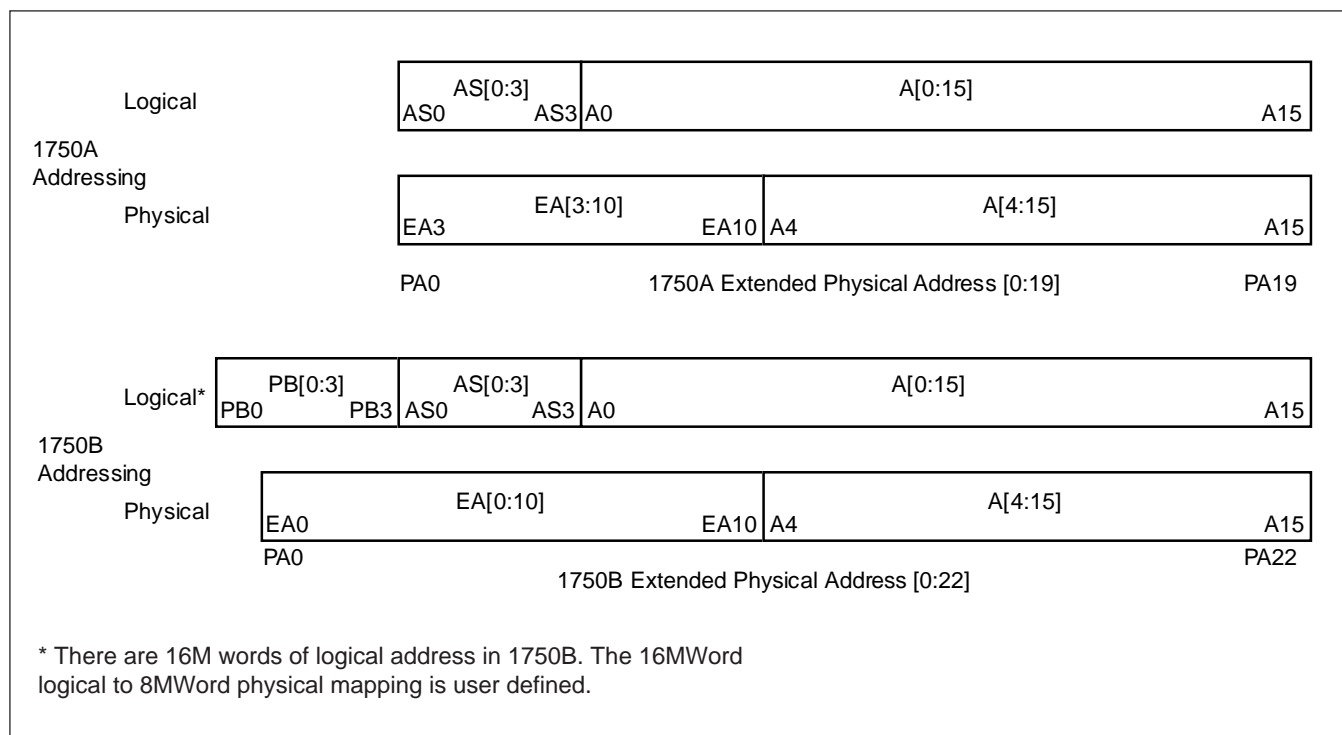 Logical
AS[0:3]
A[0:15]
AS0 AS3 A0 A15
1750A
Addressing
Physical
EA[3:10]
A[4:15]
EA3 EA10 A4 A15
PA0 1750A Extended Physical Address [0:19] PA19
Logical*
PB[0:3]
AS[0:3]
A[0:15]
PB0 PB3 AS0 AS3 A0 A15
1750B
Addressing
Physical
EA[0:10]
A[4:15]
EA0 EA10 A4 A15
PA0 PA22
1750B Extended Physical Address [0:22]
* There are 16M words of logical address in 1750B. The 16MWord
logical to 8MWord physical mapping is user defined.